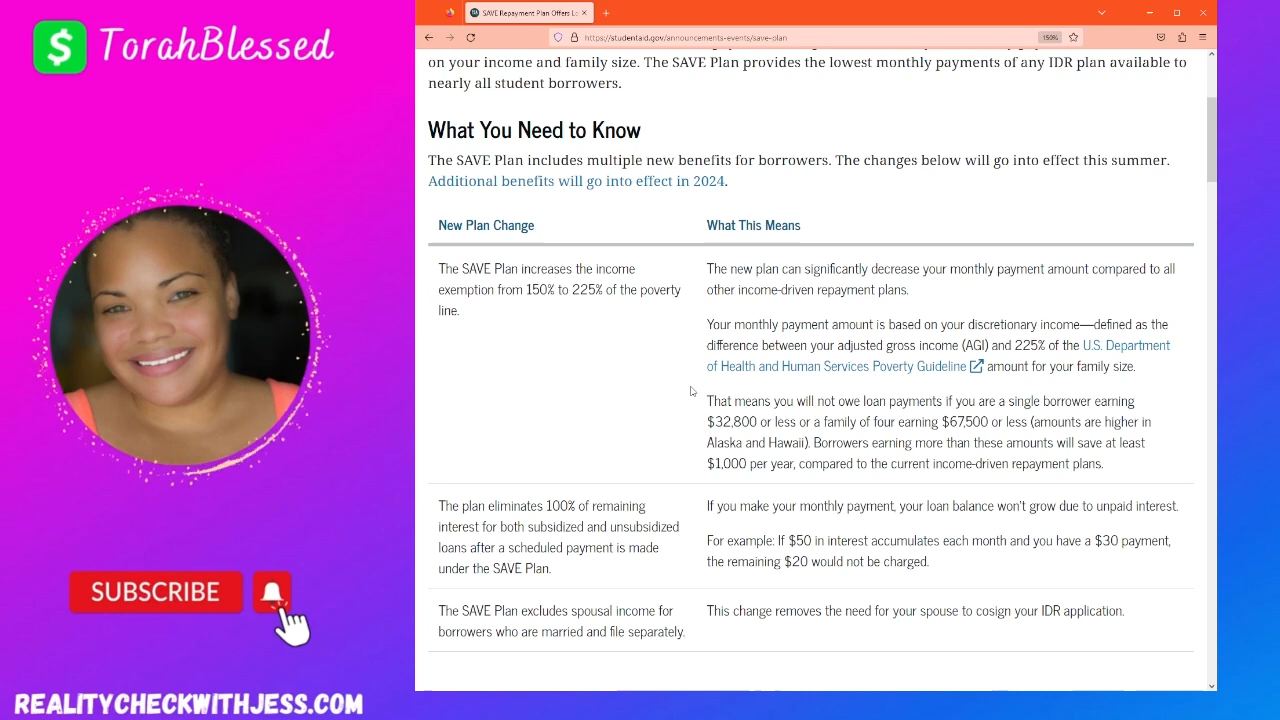 TorahBlessed
SUBSCRIBE
REALITYCHECKWITHJESS.COM
SAVE Repayment Plan Offers Lo
https://studentaid.gov/announcements-events/save-plan
150%
on your income and family size. The SAVE Plan provides the lowest monthly payments of any IDR plan available to
nearly all student borrowers.
What You Need to Know
The SAVE Plan includes multiple new benefits for borrowers. The changes below will go into effect this summer.
Additional benefits will go into effect in 2024.
New Plan Change
What This Means
The SAVE Plan increases the income
exemption from 150% to 225% of the poverty
line.
The new plan can significantly decrease your monthly payment amount compared to all
other income-driven repayment plans.
Your monthly payment amount is based on your discretionary income—defined as the
difference between your adjusted gross income (AGI) and 225% of the U.S. Department
of Health and Human Services Poverty Guideline amount for your family size.
That means you will not owe loan payments if you are a single borrower earning
$32,800 or less or a family of four earning $67,500 or less (amounts are higher in
Alaska and Hawaii). Borrowers earning more than these amounts will save at least
$1,000 per year, compared to the current income-driven repayment plans.
The plan eliminates 100% of remaining
interest for both subsidized and unsubsidized
loans after a scheduled payment is made
under the SAVE Plan.
If you make your monthly payment, your loan balance won't grow due to unpaid interest.
For example: If $50 in interest accumulates each month and you have a $30 payment,
the remaining $20 would not be charged.
The SAVE Plan excludes spousal income for
borrowers who are married and file separately.
This change removes the need for your spouse to cosign your IDR application.